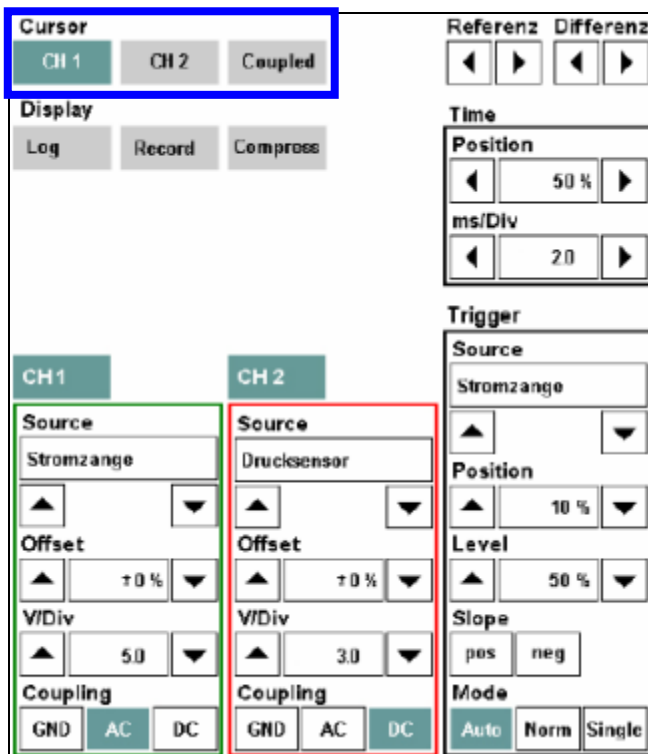 Cursor
CH 1 CH 2 Coupled
Display
Log Record Compress
Referenz Differenz
Time
Position
50 %
ms/Div
2.0
Trigger
Source
Stromzange
Position
10 %
Level
50 %
Slope
pos neg
Mode
Auto Norm Single
CH 1
Source
Stromzange
Offset
±0 %
V/Div
5.0
Coupling
GND AC DC
CH 2
Source
Drucksensor
Offset
±0 %
V/Div
3.0
Coupling
GND AC DC